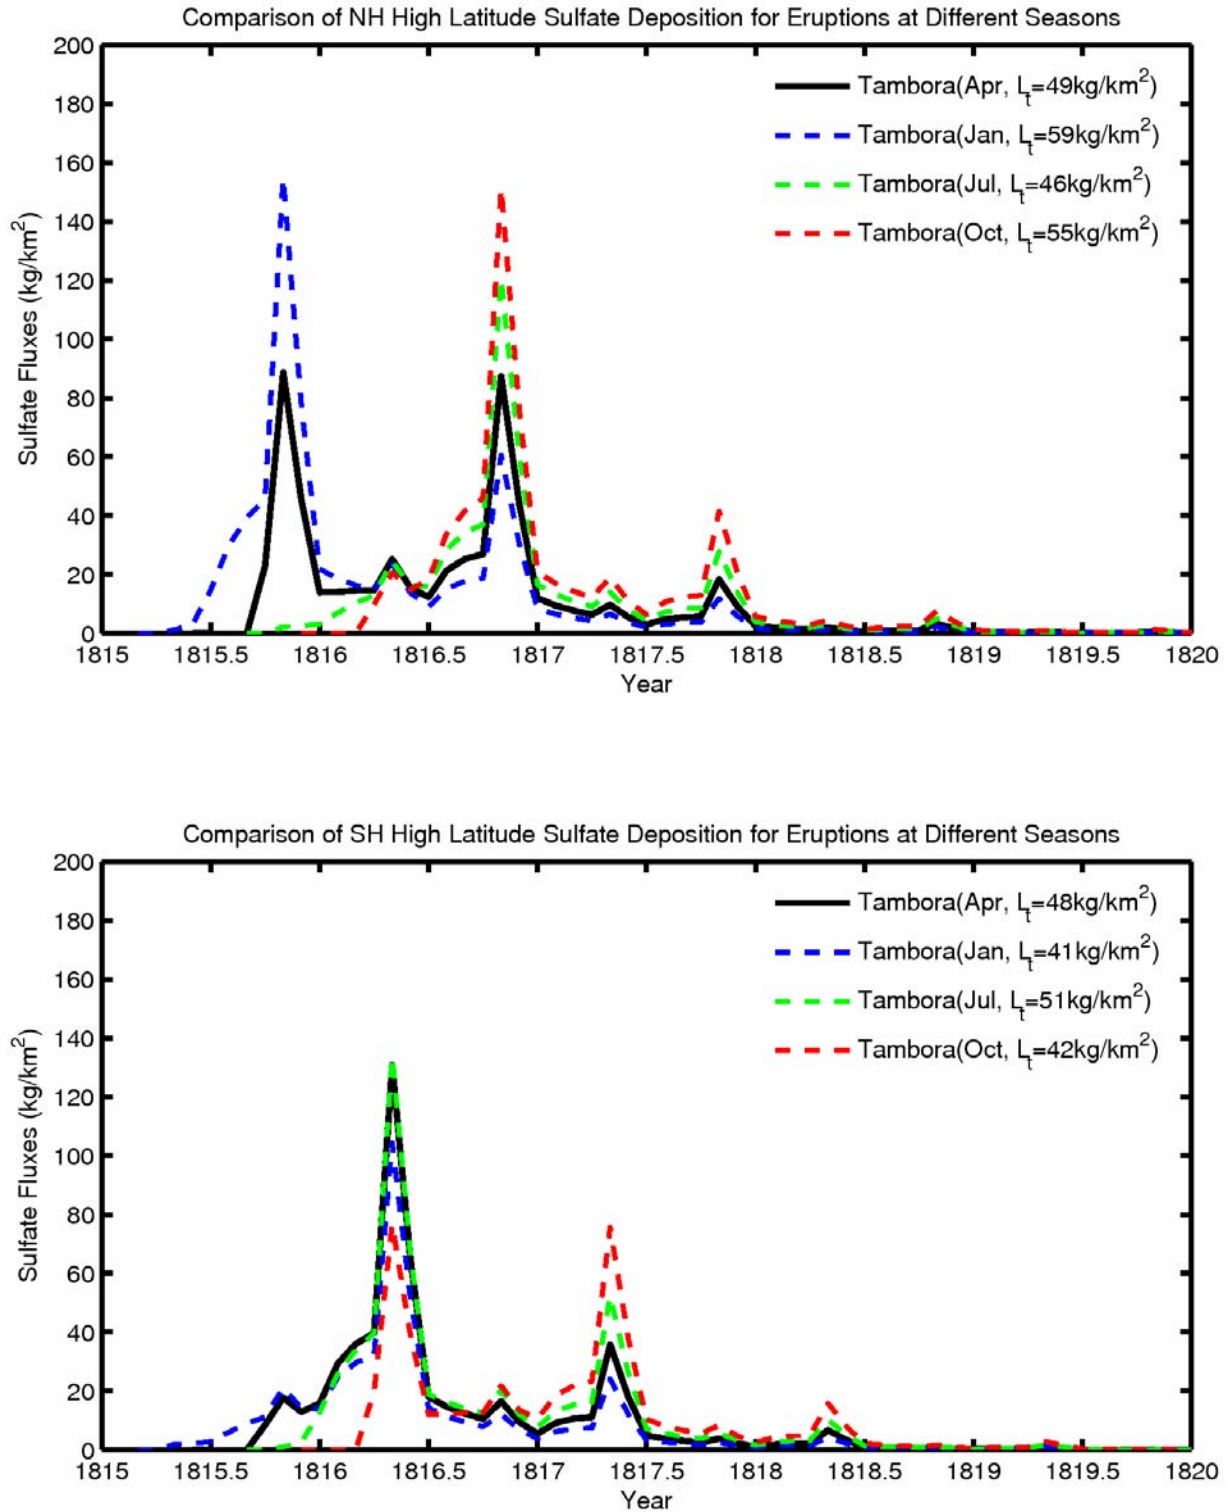 Comparison of NH High Latitude Sulfate Deposition for Eruptions at Different Seasons
200
180
160
140
120
100
80
60
40
20
0
Sulfate Fluxes (kg/km²)
Tambora(Apr, Lt=49kg/km²)
Tambora(Jan, Lt=59kg/km²)
Tambora(Jul, Lt=46kg/km²)
Tambora(Oct, Lt=55kg/km²)
1815 1815.5 1816 1816.5 1817 1817.5 1818 1818.5 1819 1819.5 1820
Year
Comparison of SH High Latitude Sulfate Deposition for Eruptions at Different Seasons
200
180
160
140
120
100
80
60
40
20
0
Sulfate Fluxes (kg/km²)
Tambora(Apr, Lt=48kg/km²)
Tambora(Jan, Lt=41kg/km²)
Tambora(Jul, Lt=51kg/km²)
Tambora(Oct, Lt=42kg/km²)
1815 1815.5 1816 1816.5 1817 1817.5 1818 1818.5 1819 1819.5 1820
Year